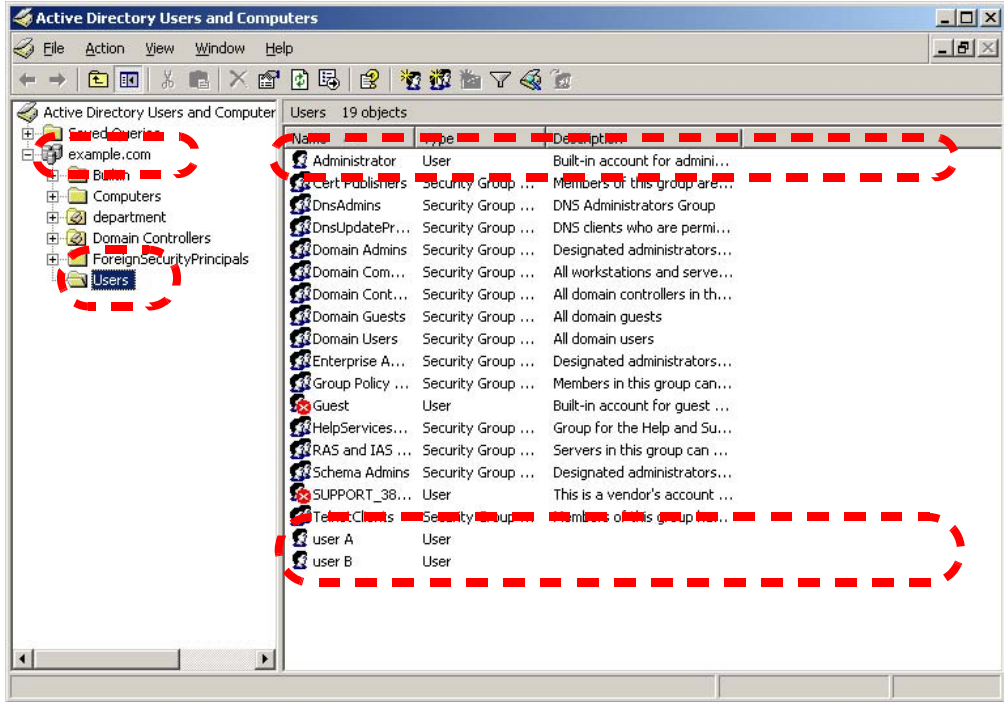 Active Directory Users and Computers
File Action View Window Help
Active Directory Users and Computer
Saved Queries
example.com
Builtin
Computers
department
Domain Controllers
ForeignSecurityPrincipals
Users
Users 19 objects
Name Type Description
Administrator User Built-in account for admini...
Cert Publishers Security Group ... Members of this group are...
DnsAdmins Security Group ... DNS Administrators Group
DnsUpdatePr... Security Group ... DNS clients who are permi...
Domain Admins Security Group ... Designated administrators...
Domain Com... Security Group ... All workstations and serve...
Domain Cont... Security Group ... All domain controllers in th...
Domain Guests Security Group ... All domain guests
Domain Users Security Group ... All domain users
Enterprise A... Security Group ... Designated administrators...
Group Policy ... Security Group ... Members in this group can...
Guest User Built-in account for guest ...
HelpServices... Security Group ... Group for the Help and Su...
RAS and IAS ... Security Group ... Servers in this group can ...
Schema Admins Security Group ... Designated administrators...
SUPPORT_38... User This is a vendor's account ...
TelnetClients Security Group ... Members of this group ha...
user A User
user B User